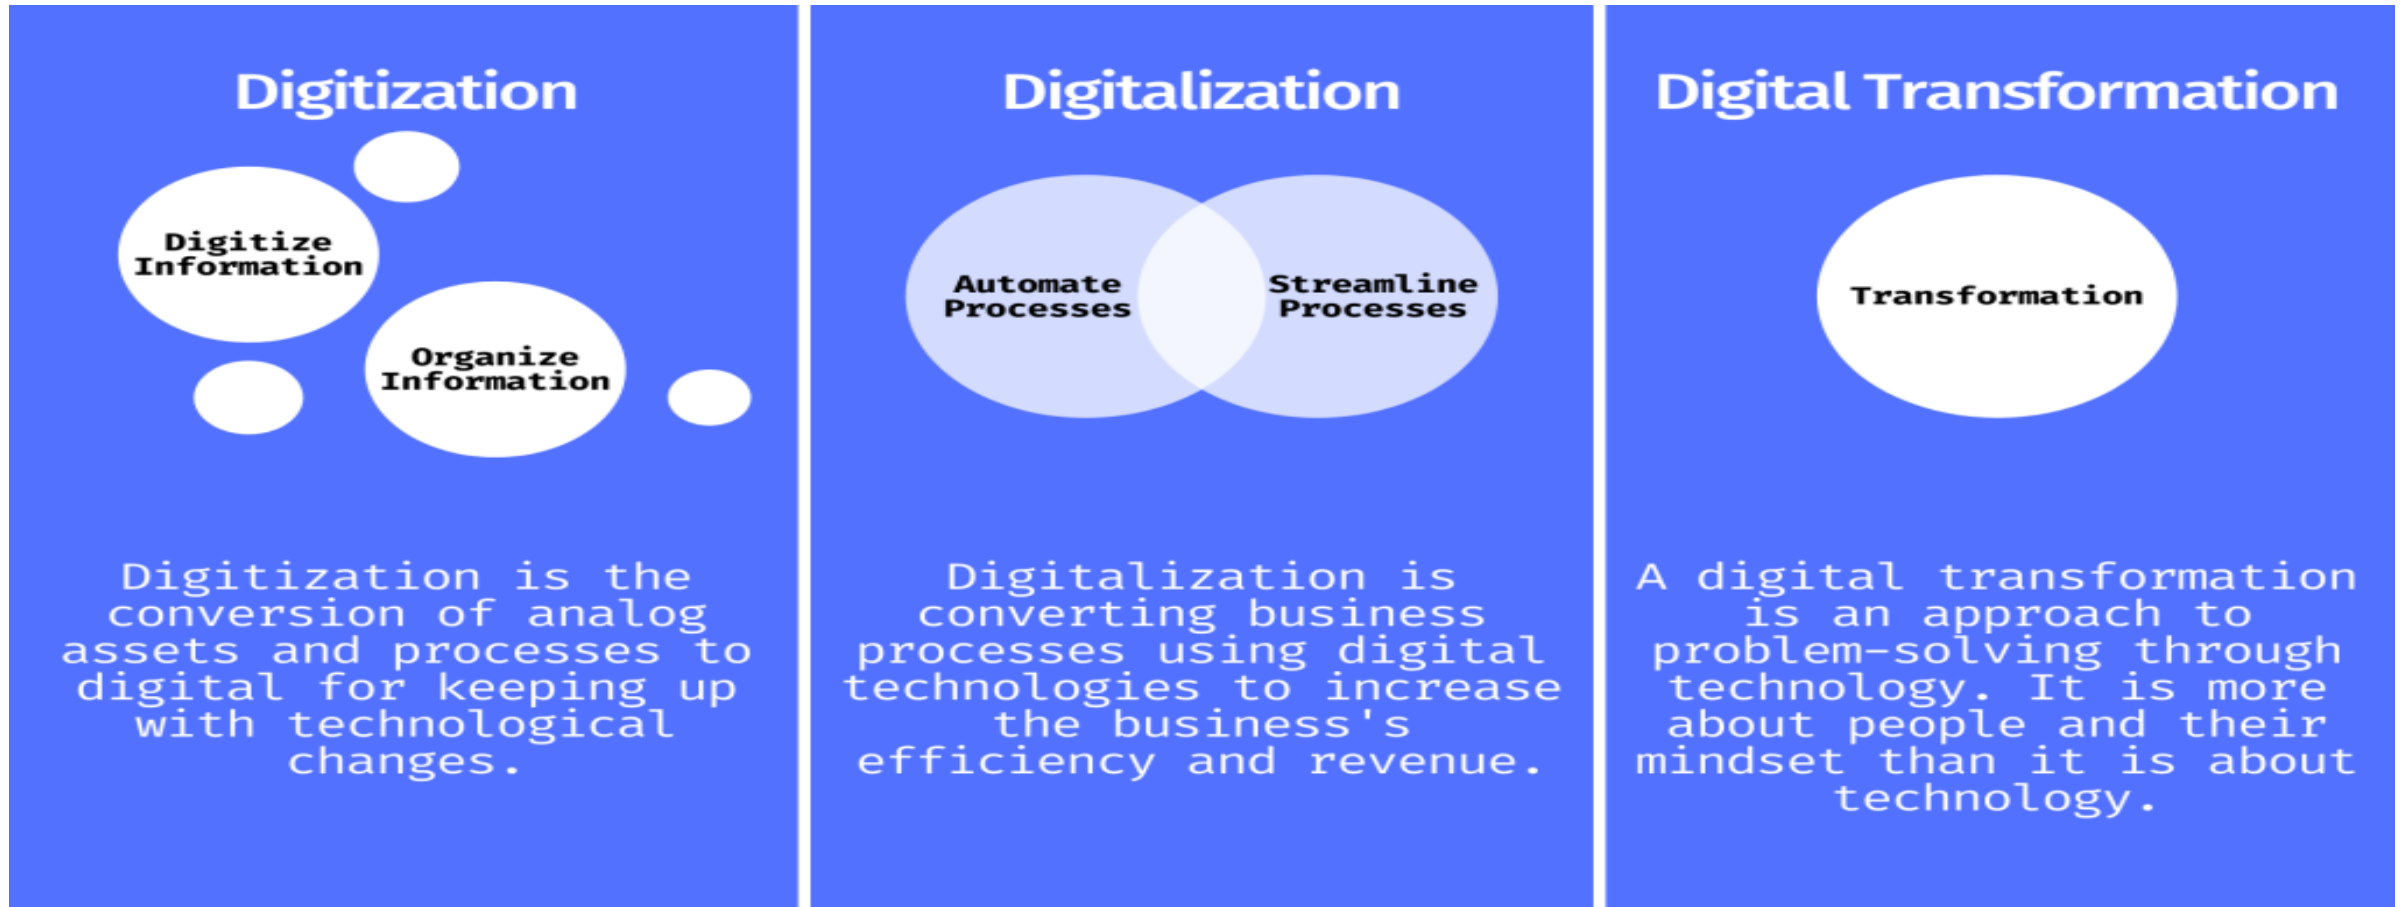 Digitization
Digitize
Information
Organize
Information
Digitization is the
conversion of analog
assets and processes to
digital for keeping up
with technological
changes.
Digitalization
Automate
Processes
Streamline
Processes
Digitalization is
converting business
processes using digital
technologies to increase
the business's
efficiency and revenue.
Digital Transformation
Transformation
A digital transformation
is an approach to
problem-solving through
technology. It is more
about people and their
mindset than it is about
technology.